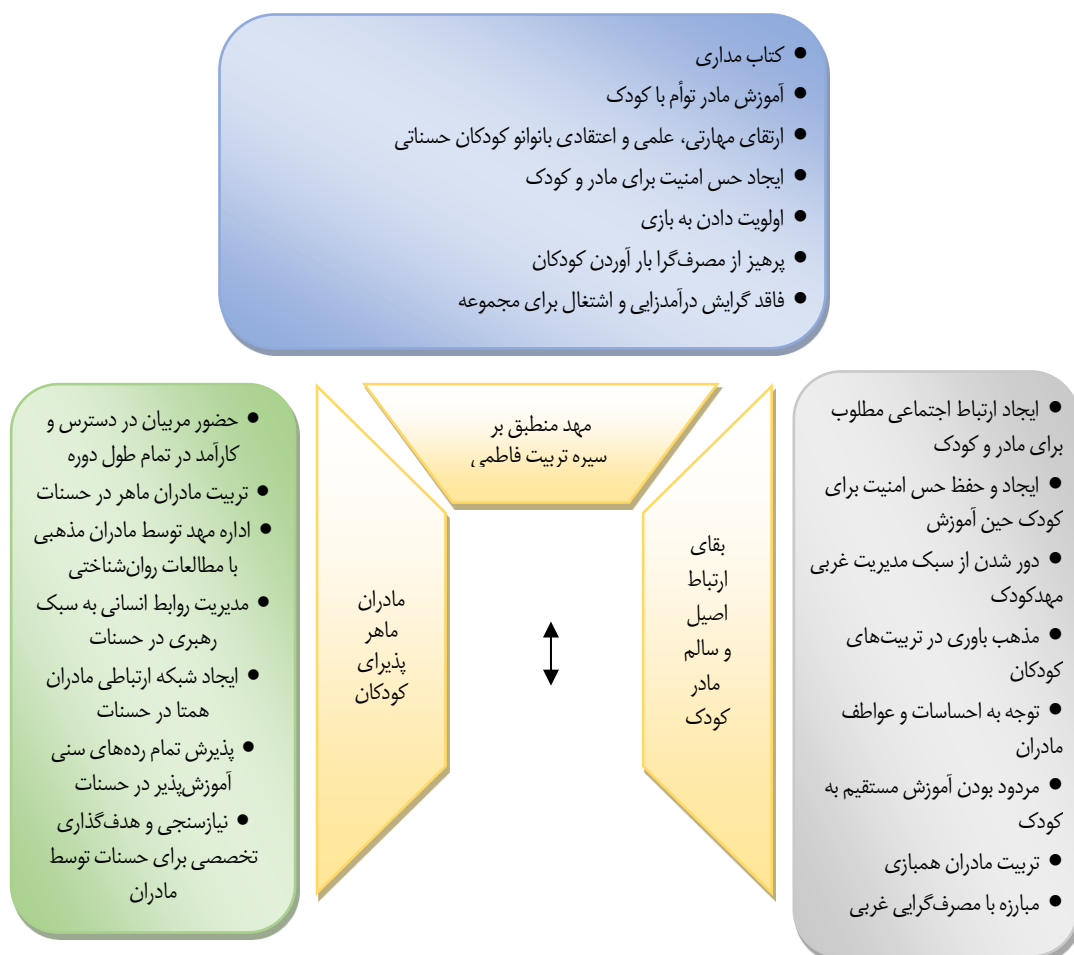 ● کتاب مداری
● آموزش مادر توأم با کودک
● ارتقای مهارتی، علمی و اعتقادی بانوانو کودکان حسناتی
● ایجاد حس امنیت برای مادر و کودک
● اولویت دادن به بازی
● پرهیز از مصرف‌گرا بار آوردن کودکان
● فاقد گرایش درآمدزایی و اشتغال برای مجموعه
مهد منطبق بر
سیره تربیت فاطمی
● ایجاد ارتباط اجتماعی مطلوب
برای مادر و کودک
● ایجاد و حفظ حس امنیت برای
کودک حین آموزش
● دور شدن از سبک مدیریت غربی
مهدکودک
● مذهب باوری در تربیت‌های
کودکان
● توجه به احساسات و عواطف
مادران
● مردود بودن آموزش مستقیم به
کودک
● تربیت مادران همبازی
● مبارزه با مصرف‌گرایی غربی
بقای
ارتباط
اصیل
و سالم
مادر
کودک
مادران
ماهر
پذیرای
کودکان
● حضور مربیان در دسترس و
کارآمد در تمام طول دوره
● تربیت مادران ماهر در حسنات
● اداره مهد توسط مادران مذهبی
با مطالعات روان‌شناختی
● مدیریت روابط انسانی به سبک
رهبری در حسنات
● ایجاد شبکه ارتباطی مادران
همتا در حسنات
● پذیرش تمام رده‌های سنی
آموزش‌پذیر در حسنات
● نیازسنجی و هدف‌گذاری
تخصصی برای حسنات توسط
مادران